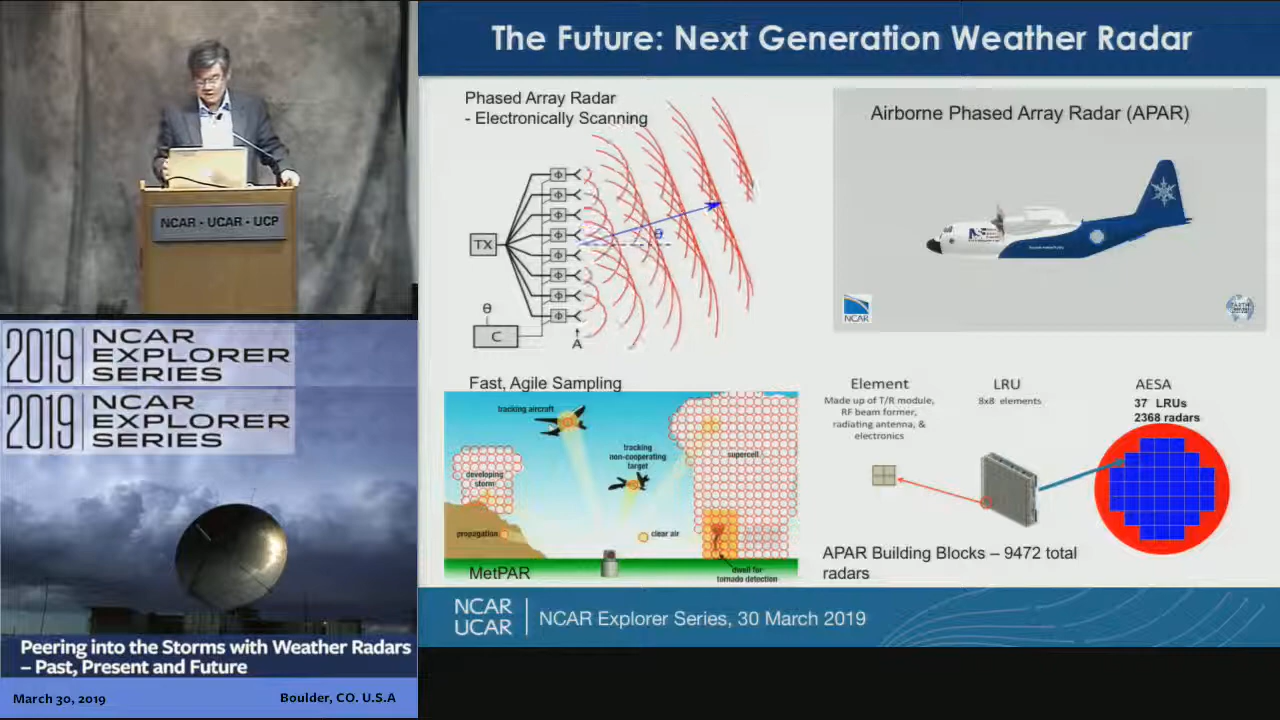 NCAR - UCAR - UCP
2019
NCAR
EXPLORER
SERIES
2019
NCAR
EXPLORER
SERIES
Peering into the Storms with Weather Radars
– Past, Present and Future
March 30, 2019
Boulder, CO. U.S.A
The Future: Next Generation Weather Radar
Phased Array Radar
- Electronically Scanning
TX
Φ
Φ
Φ
Φ
Φ
Φ
Φ
Φ
θ
θ
C
A
Airborne Phased Array Radar (APAR)
NCAR
Fast, Agile Sampling
tracking aircraft
tracking
non-cooperating
target
supercell
developing
storm
propagation
clear air
dwell for
tornado detection
MetPAR
Element
Made up of T/R module,
RF beam former,
radiating antenna, &
electronics
LRU
8x8 elements
AESA
37 LRUs
2368 radars
APAR Building Blocks – 9472 total
radars
NCAR
UCAR
NCAR Explorer Series, 30 March 2019